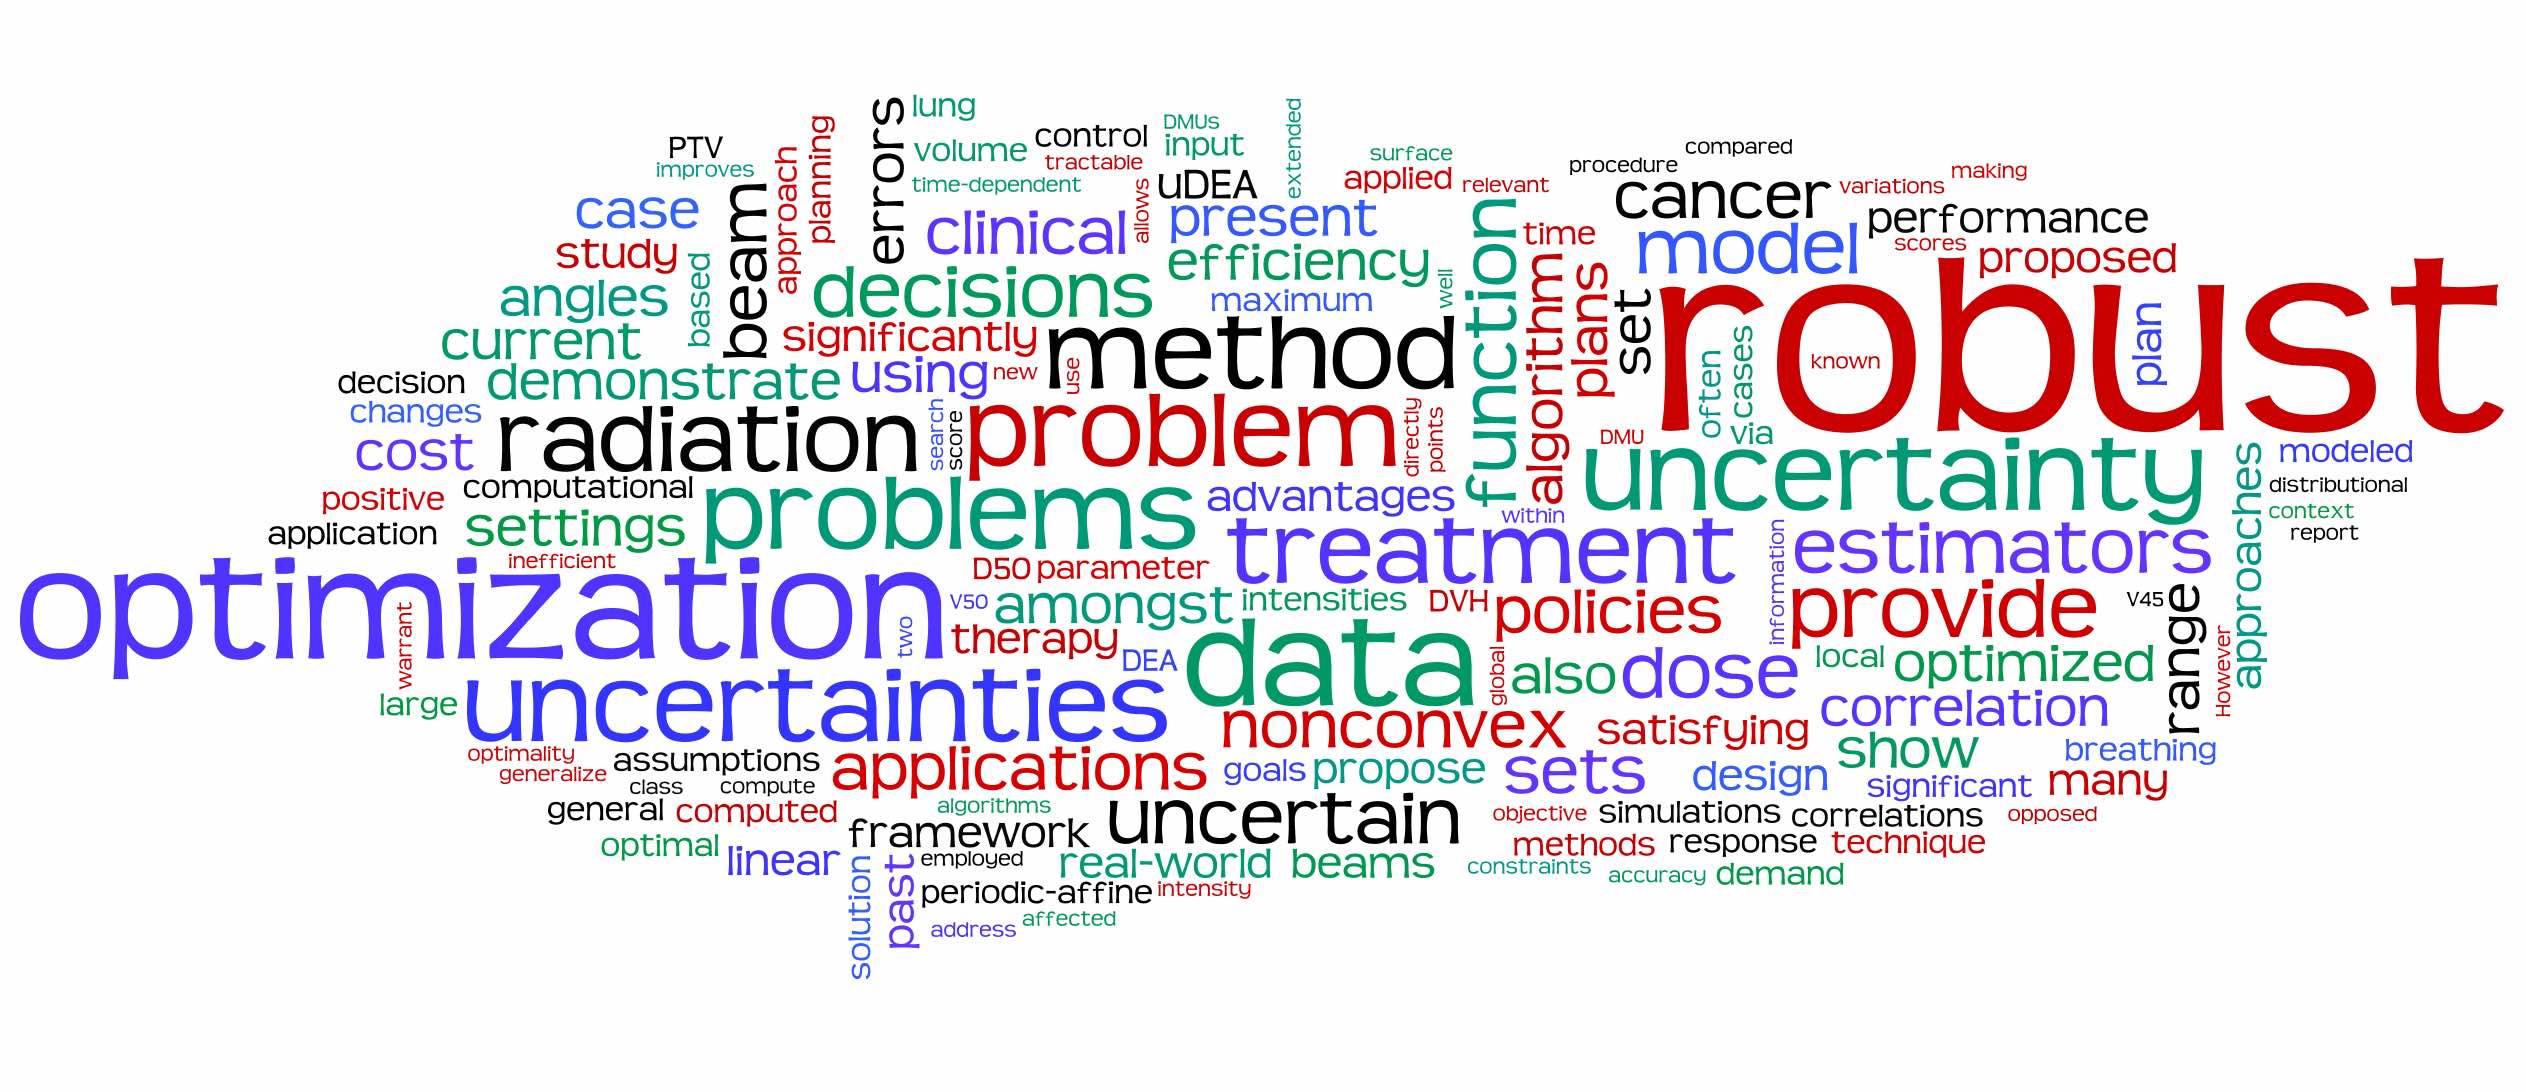 lung
errors
PTV
improves
approach
planning
volume
control
tractable
time-dependent
DMUs
input
extended
uDEA
allows
surface
applied
relevant
procedure
compared
cancer
variations
making
case
study
beam
clinical
present
function
time
model
performance
scores
proposed
angles
based
decisions
efficiency
well
maximum
algorithm
plans
set
robust
known
plan
current
significantly
method
often
cases
via
decision
demonstrate
using
new
use
changes
radiation
search
score
problem
directly
points
DMU
uncertainty
approaches
modeled
cost
distributional
positive
computational
context
application
settings
problems
advantages
within
report
inefficient
treatment
information
estimators
optimization
warrant
two
D50
parameter
V50
amongst
intensities
DVH
policies
provide
V45
range
However
therapy
DEA
data
global
also
dose
local
optimized
large
uncertainties
nonconvex
satisfying
correlation
optimality
generalize
assumptions
class
compute
applications
goals
propose
sets
design
show
breathing
significant
many
general
computed
algorithms
framework
uncertain
objective
simulations
correlations
opposed
optimal
linear
solution
past
employed
real-world
beams
methods
response
technique
constraints
accuracy
demand
periodic-affine
intensity
address
affected